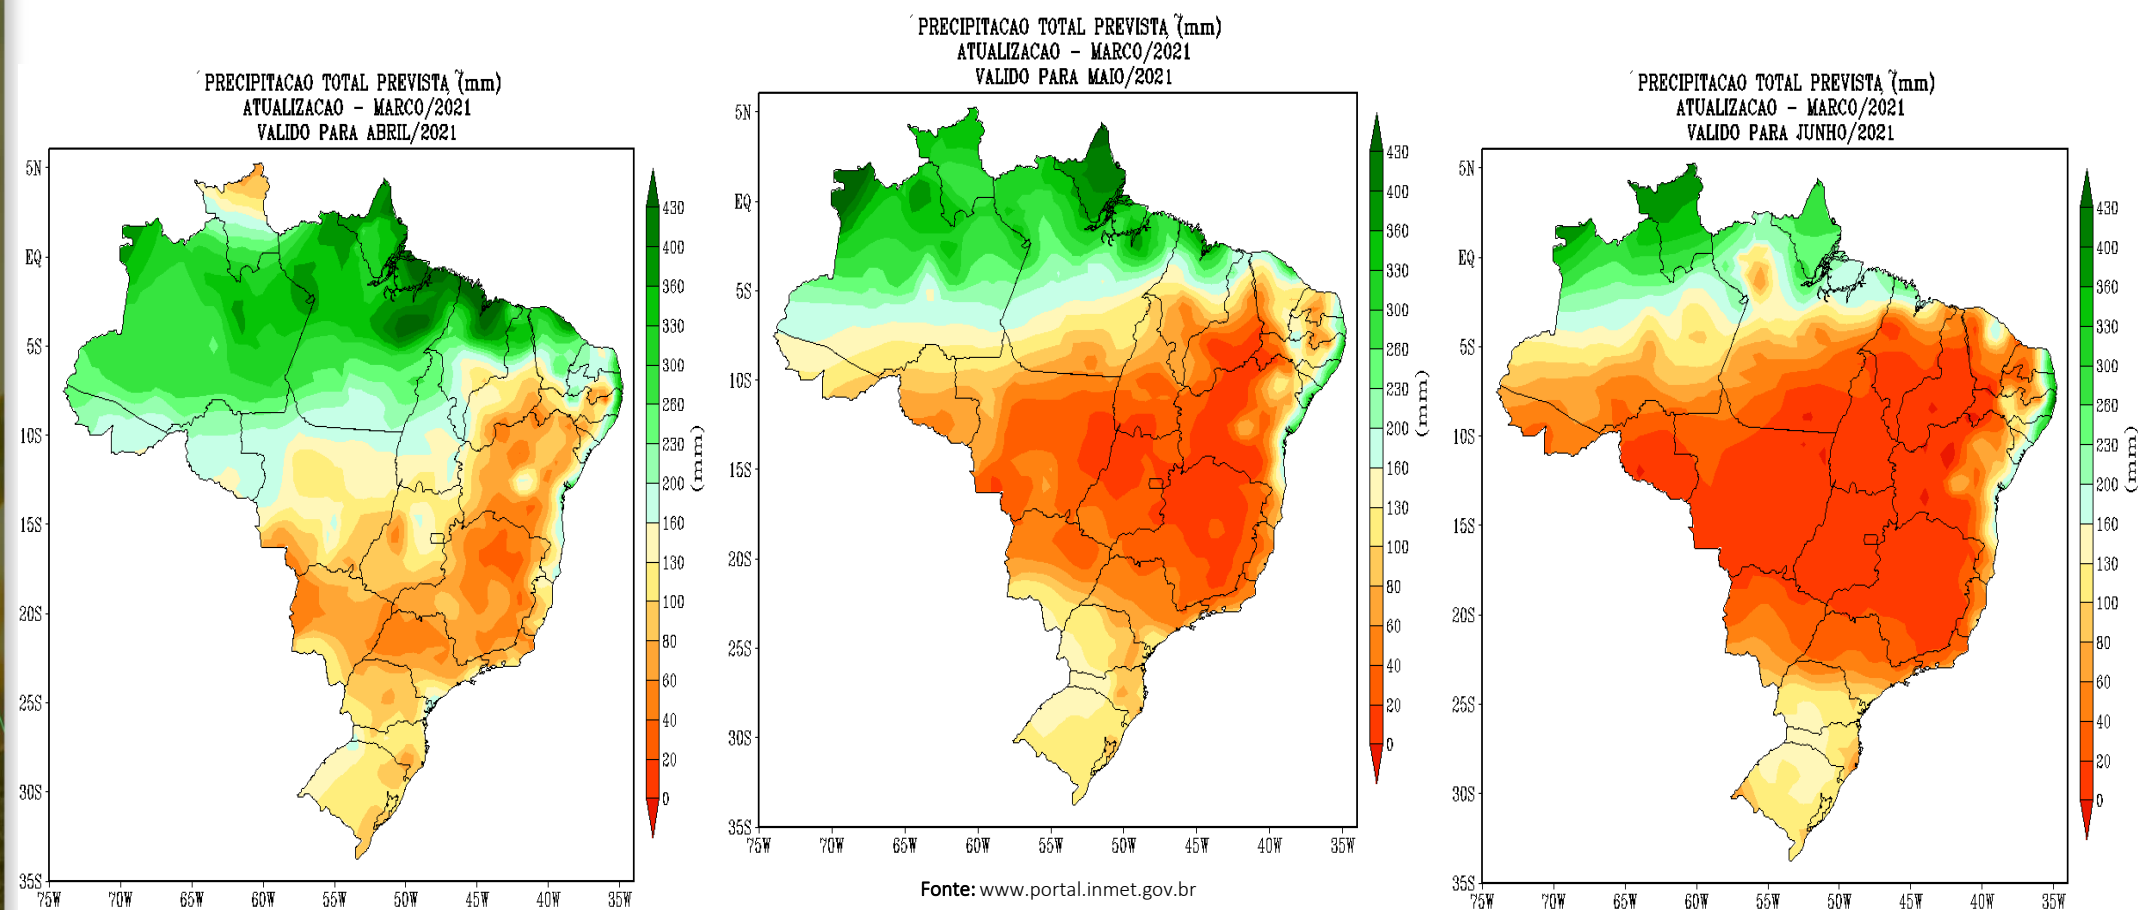 PRECIPITACAO TOTAL PREVISTA (mm)
ATUALIZACAO - MARCO/2021
VALIDO PARA ABRIL/2021
5N
EQ
5S
10S
15S
20S
25S
30S
35S
75W 70W 65W 60W 55W 50W 45W 40W 35W
430
400
360
330
300
260
230
200
160
130
100
80
60
40
20
0
(mm)
PRECIPITACAO TOTAL PREVISTA (mm)
ATUALIZACAO - MARCO/2021
VALIDO PARA MAIO/2021
5N
EQ
5S
10S
15S
20S
25S
30S
35S
75W 70W 65W 60W 55W 50W 45W 40W 35W
430
400
360
330
300
260
230
200
160
130
100
80
60
40
20
0
(mm)
Fonte: www.portal.inmet.gov.br
PRECIPITACAO TOTAL PREVISTA (mm)
ATUALIZACAO - MARCO/2021
VALIDO PARA JUNHO/2021
5N
EQ
5S
10S
15S
20S
25S
30S
35S
75W 70W 65W 60W 55W 50W 45W 40W 35W
430
400
360
330
300
260
230
200
160
130
100
80
60
40
20
0
(mm)